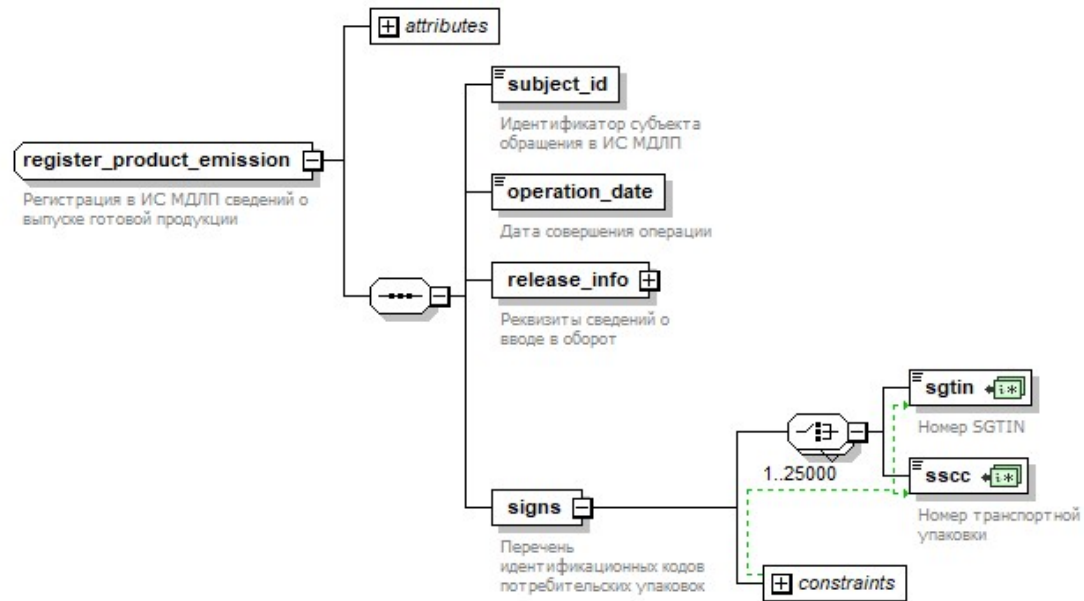 attributes
subject_id
Идентификатор субъекта
обращения в ИС МДЛП
register_product_emission
Регистрация в ИС МДЛП сведений о
выпуске готовой продукции
operation_date
Дата совершения операции
release_info
Реквизиты сведений о
вводе в оборот
sgtin
Номер SGTIN
1..25000
sscc
Номер транспортной
упаковки
signs
Перечень
идентификационных кодов
потребительских упаковок
constraints